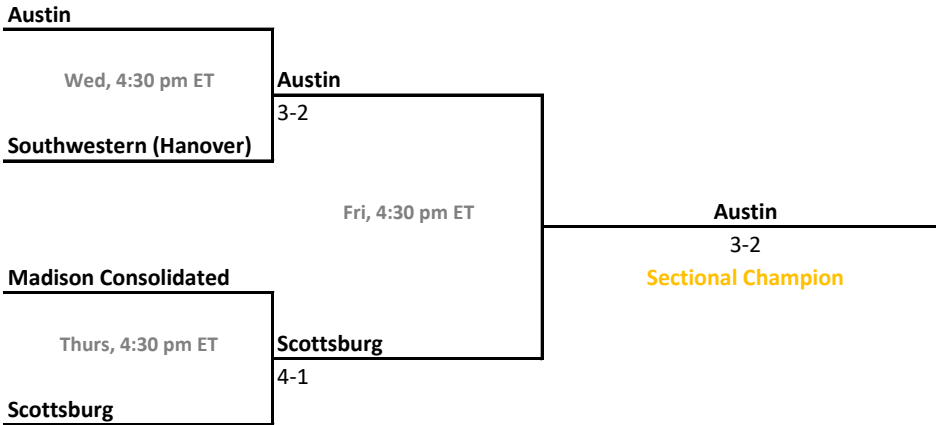 Austin
Wed, 4:30 pm ET
Austin
3-2
Southwestern (Hanover)
Fri, 4:30 pm ET
Austin
3-2
Sectional Champion
Madison Consolidated
Thurs, 4:30 pm ET
Scottsburg
4-1
Scottsburg